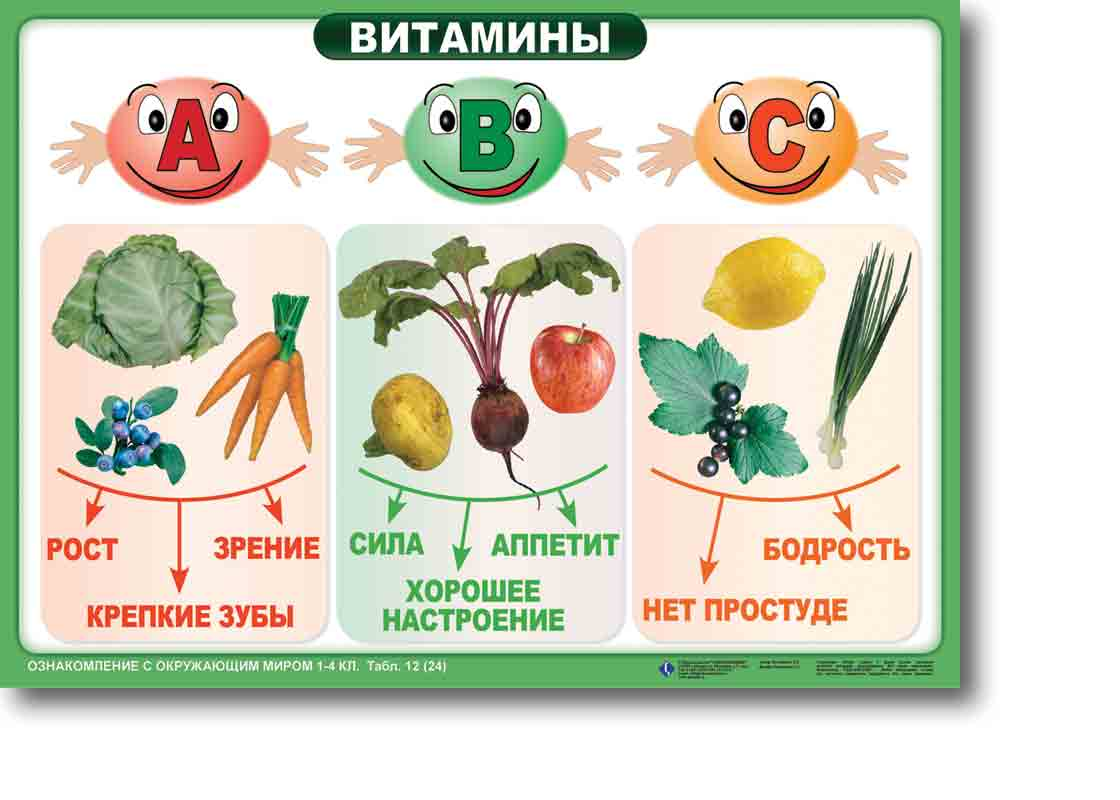 ВИТАМИНЫ
A
B
C
РОСТ
ЗРЕНИЕ
КРЕПКИЕ ЗУБЫ
СИЛА
АППЕТИТ
ХОРОШЕЕ
НАСТРОЕНИЕ
БОДРОСТЬ
НЕТ ПРОСТУДЕ
ОЗНАКОМЛЕНИЕ С ОКРУЖАЮЩИМ МИРОМ 1-4 КЛ. Табл. 12 (24)